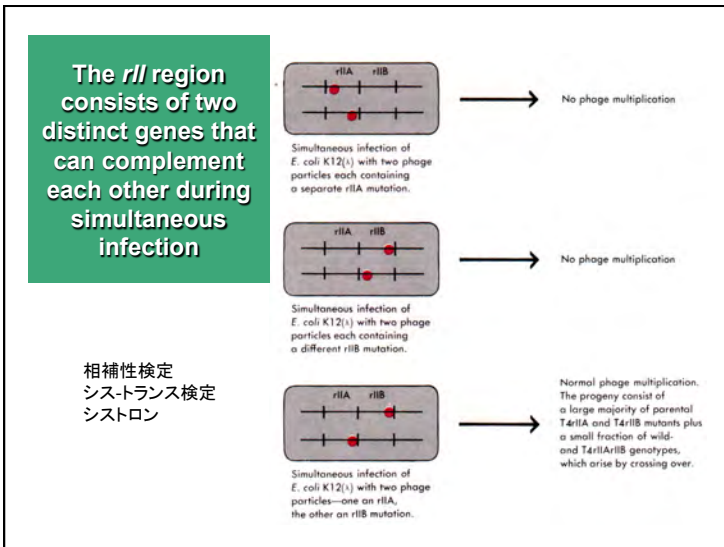 The rII region
consists of two
distinct genes that
can complement
each other during
simultaneous
infection
rIIA rIIB
No phage multiplication
Simultaneous infection of
E. coli K12(λ) with two phage
particles each containing
a separate rIIA mutation.
rIIA rIIB
No phage multiplication
Simultaneous infection of
E. coli K12(λ) with two phage
particles each containing
a different rIIB mutation.
相補性検定
シス-トランス検定
シストロン
rIIA rIIB
Normal phage multiplication.
The progeny consist of
a large majority of parental
T4rIIA and T4rIIB mutants plus
a small fraction of wild-
and T4rIIArIIB genotypes,
which arise by crossing over.
Simultaneous infection of
E. coli K12(λ) with two phage
particles—one an rIIA,
the other an rIIB mutation.